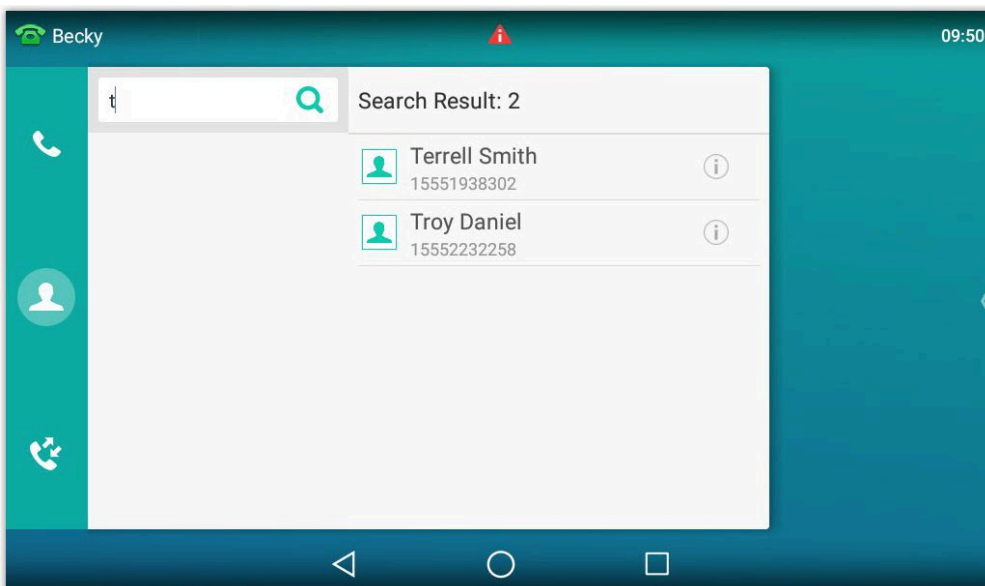 Becky
09:50
t
Search Result: 2
Terrell Smith
15551938302
Troy Daniel
15552232258